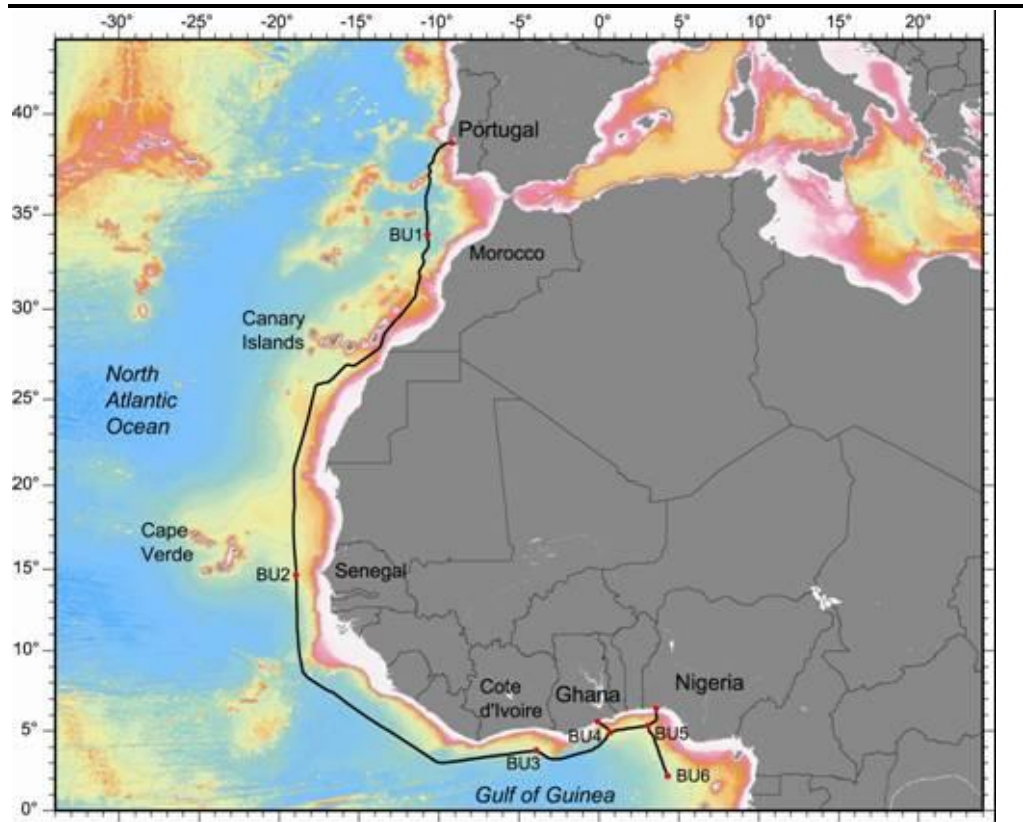 -30° -25° -20° -15° -10° -5° 0° 5° 10° 15° 20°
40°
Portugal
35°
BU1
Morocco
30°
Canary
Islands
North
Atlantic
Ocean
25°
20°
Cape
Verde
15°
BU2
Senegal
10°
Cote
d'Ivoire
Ghana
Nigeria
5°
BU4
BU5
BU3
BU6
Gulf of Guinea
0°